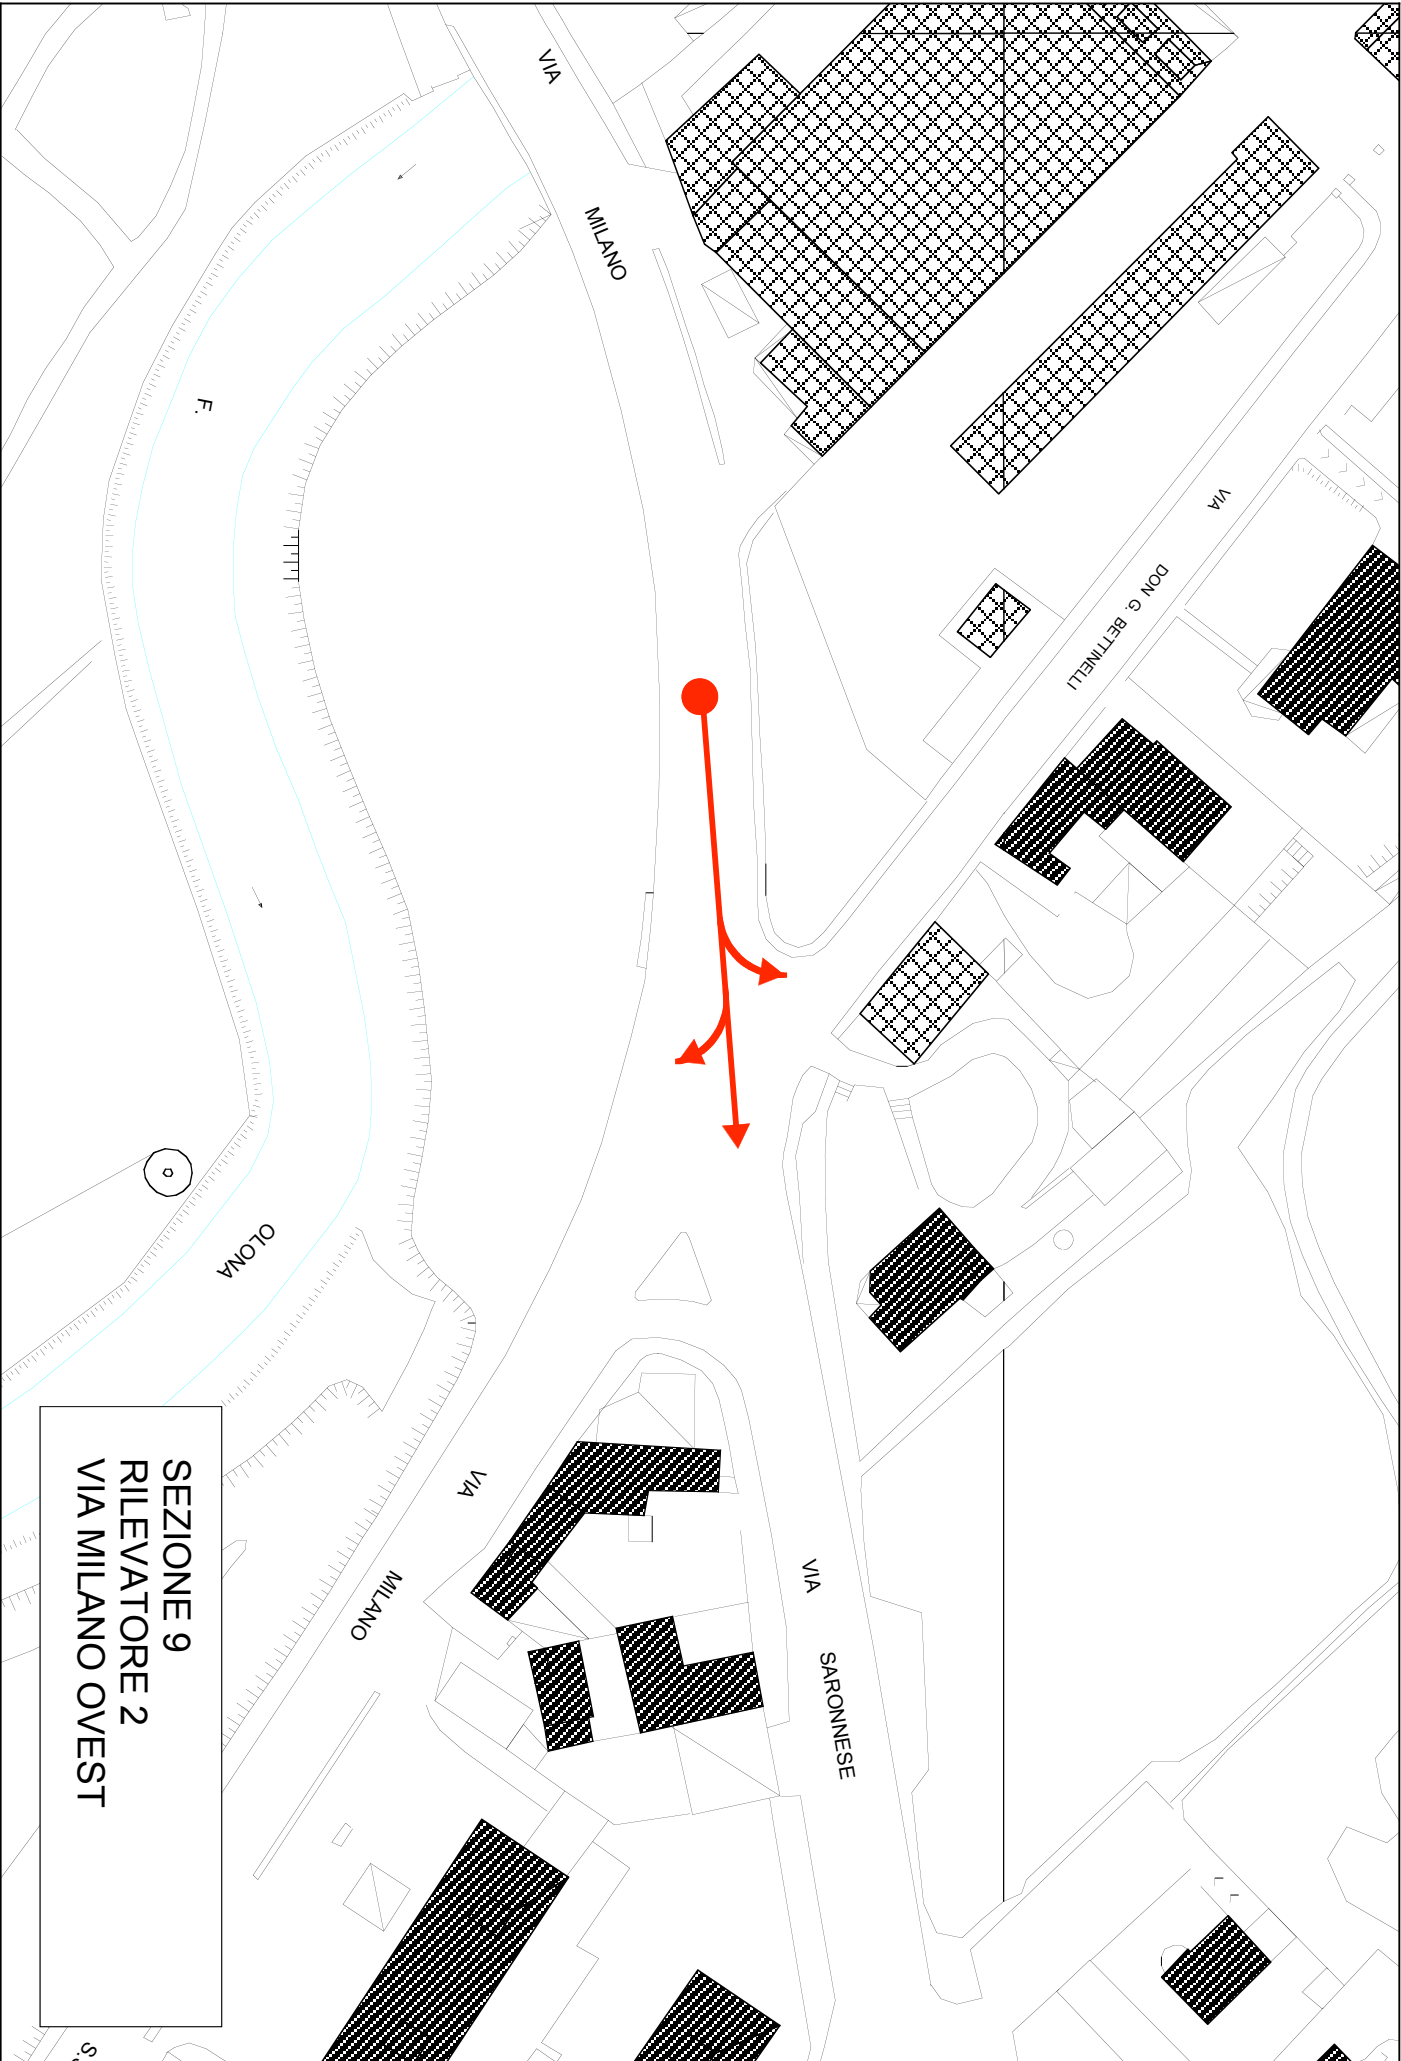 VIA
MILANO
F.
VIA
DON G. BETTINELLI
OLONA
VIA
MILANO
VIA
SARONNESE
SEZIONE 9
RILEVATORE 2
VIA MILANO OVEST